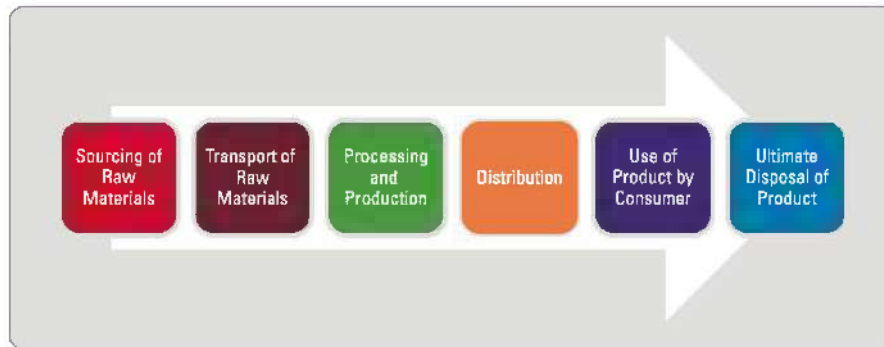 Sourcing of
Raw
Materials
Transport of
Raw
Materials
Processing
and
Production
Distribution
Use of
Product by
Consumer
Ultimate
Disposal of
Product